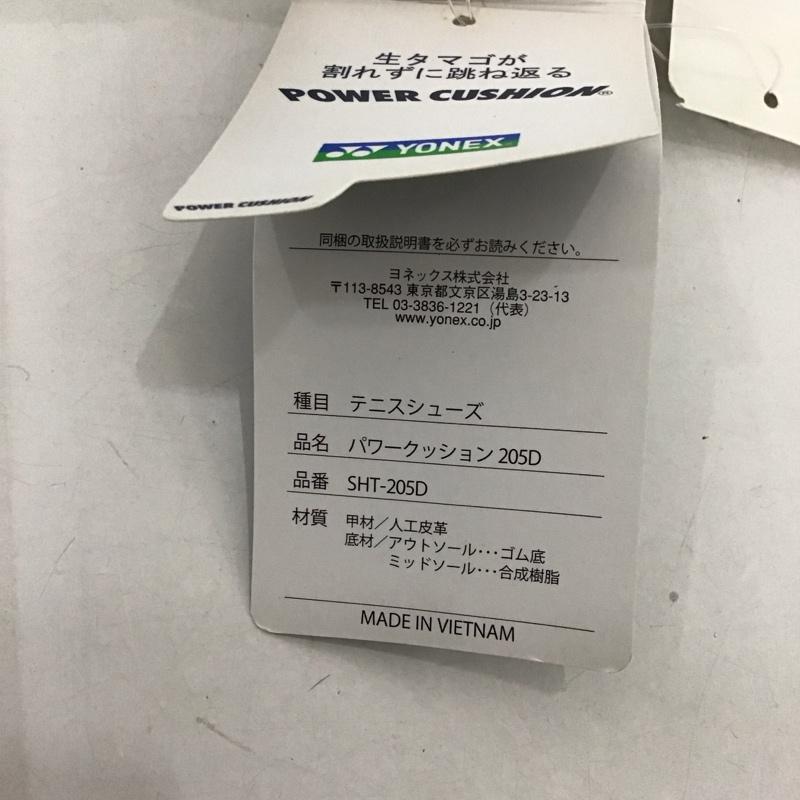 生タマゴが
割れずに跳ね返る
POWER CUSHION®
YONEX
POWER CUSHION
同梱の取扱説明書を必ずお読みください。
ヨネックス株式会社
〒113-8543 東京都文京区湯島3-23-13
TEL 03-3836-1221（代表）
www.yonex.co.jp
種目 テニスシューズ
品名 パワークッション 205D
品番 SHT-205D
材質 甲材／人工皮革
底材／アウトソール･･･ゴム底
ミッドソール･･･合成樹脂
MADE IN VIETNAM